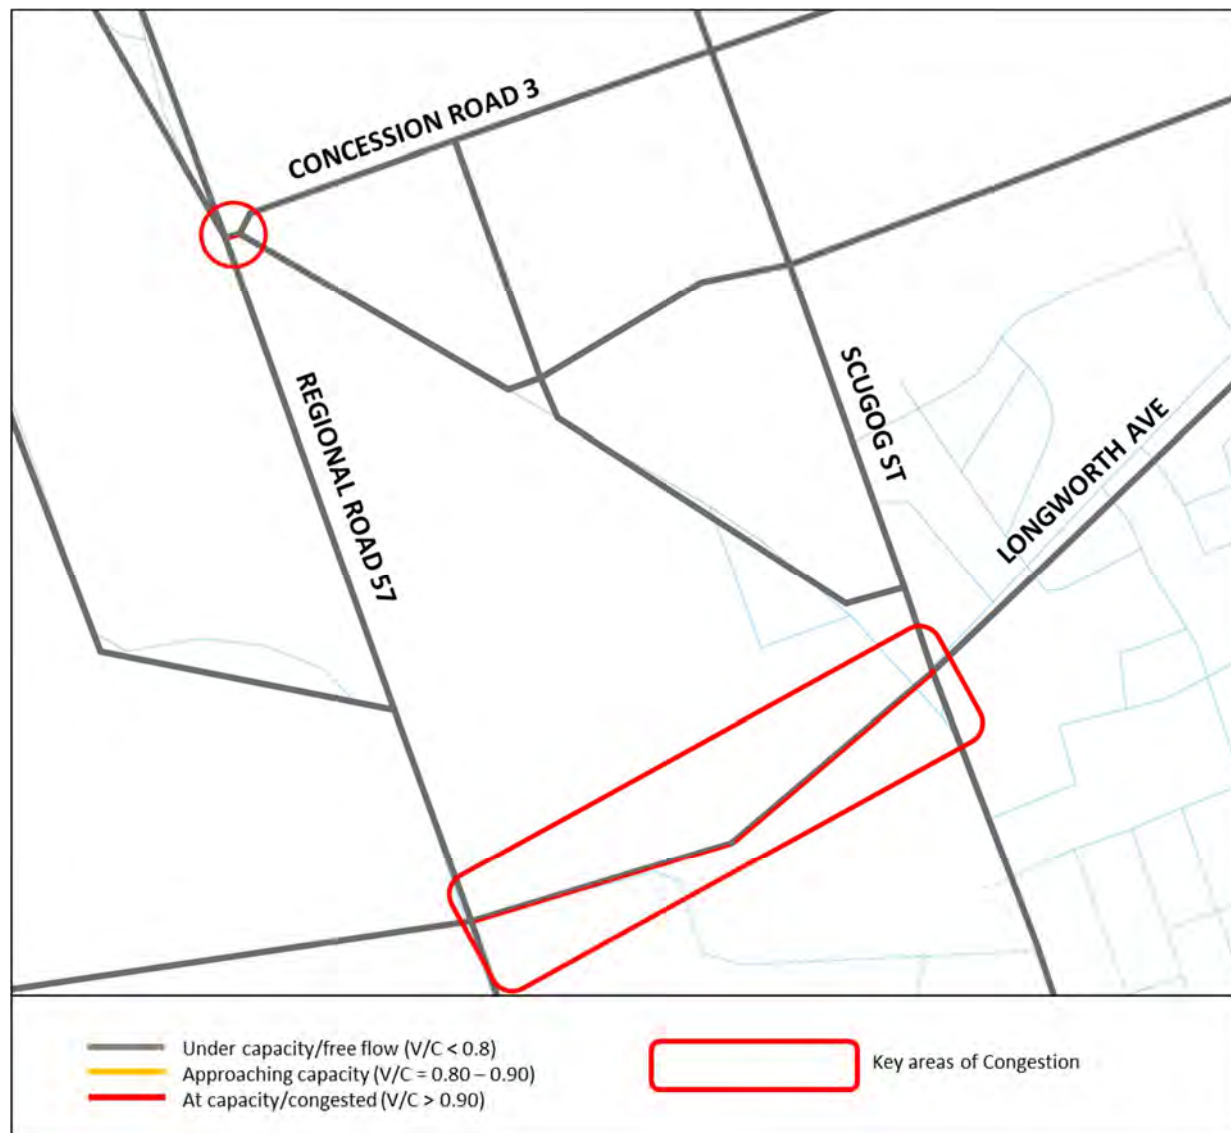 CONCESSION ROAD 3
REGIONAL ROAD 57
SCUGOG ST
LONGWORTH AVE
Under capacity/free flow (V/C < 0.8)
Approaching capacity (V/C = 0.80 – 0.90)
At capacity/congested (V/C > 0.90)
Key areas of Congestion